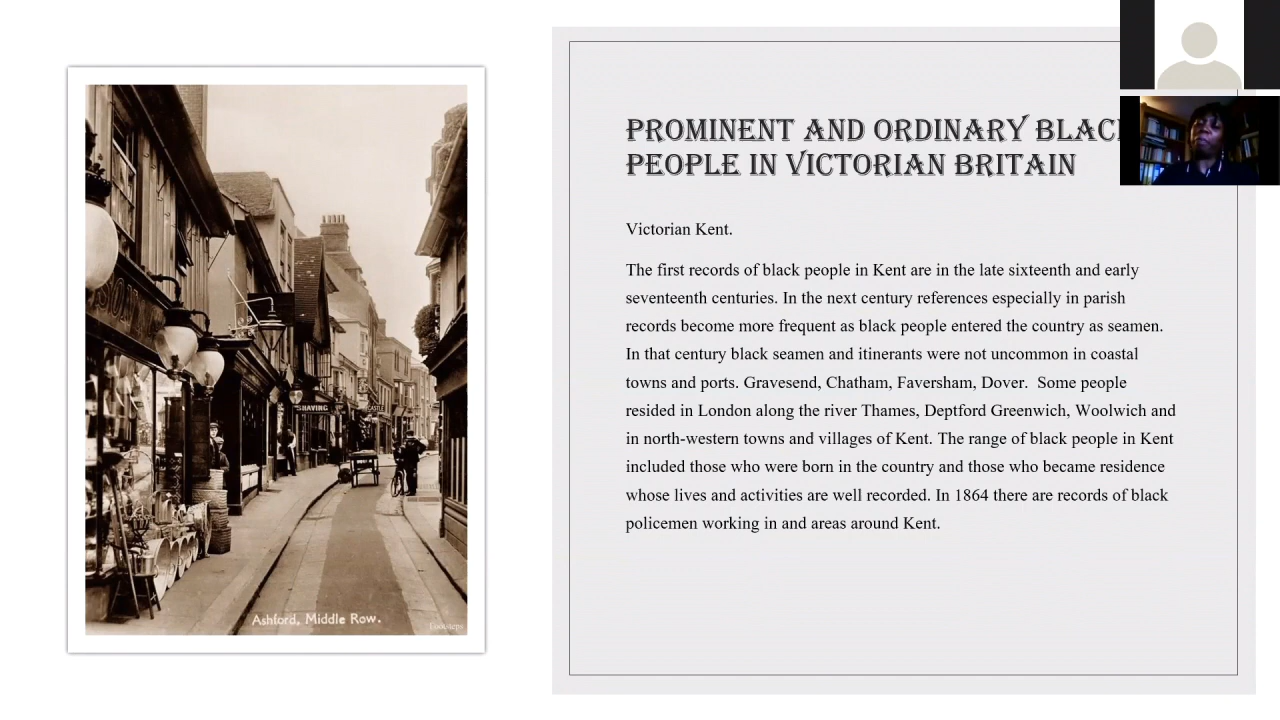 PROMINENT AND ORDINARY BLAC
PEOPLE IN VICTORIAN BRITAIN
Victorian Kent.
The first records of black people in Kent are in the late sixteenth and early
seventeenth centuries. In the next century references especially in parish
records become more frequent as black people entered the country as seamen.
In that century black seamen and itinerants were not uncommon in coastal
towns and ports. Gravesend, Chatham, Faversham, Dover.  Some people
resided in London along the river Thames, Deptford Greenwich, Woolwich and
in north-western towns and villages of Kent. The range of black people in Kent
included those who were born in the country and those who became residence
whose lives and activities are well recorded. In 1864 there are records of black
policemen working in and areas around Kent.
SHAVING
CASTLE
Ashford, Middle Row.